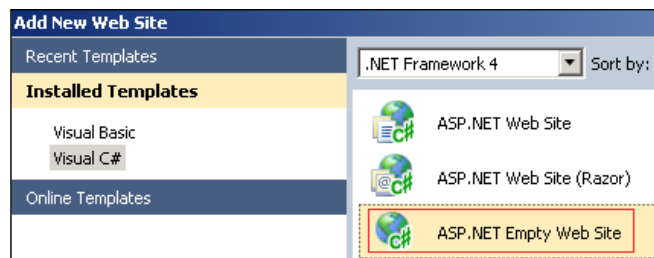 Add New Web Site
Recent Templates
Installed Templates
Visual Basic
Visual C#
Online Templates
.NET Framework 4
Sort by:
C#
ASP.NET Web Site
@C#
ASP.NET Web Site (Razor)
C#
ASP.NET Empty Web Site